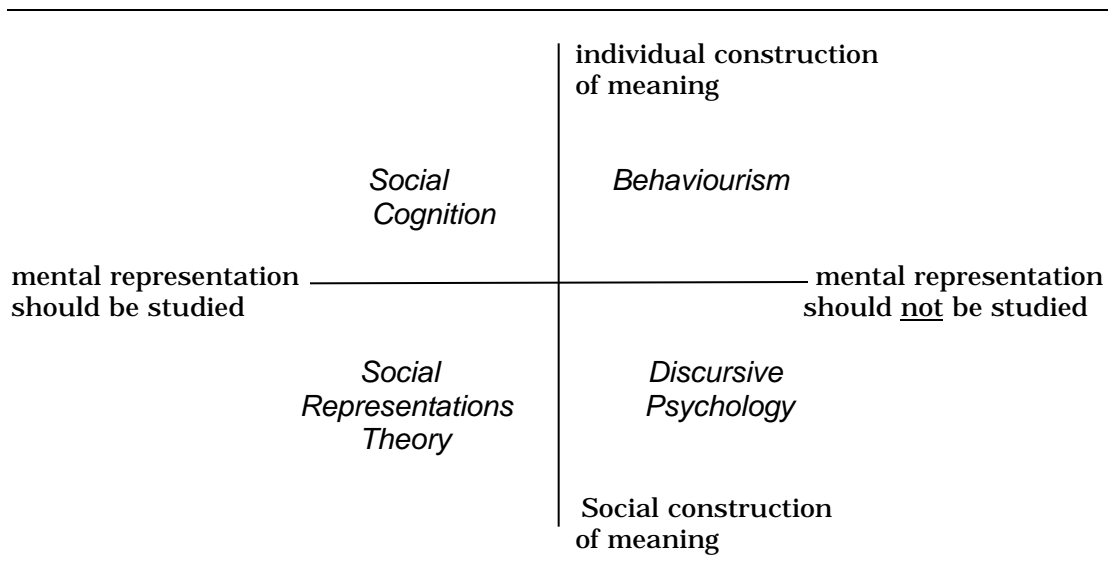 individual construction
of meaning
Social
Cognition
Behaviourism
mental representation
should be studied
mental representation
should not be studied
Social
Representations
Theory
Discursive
Psychology
Social construction
of meaning